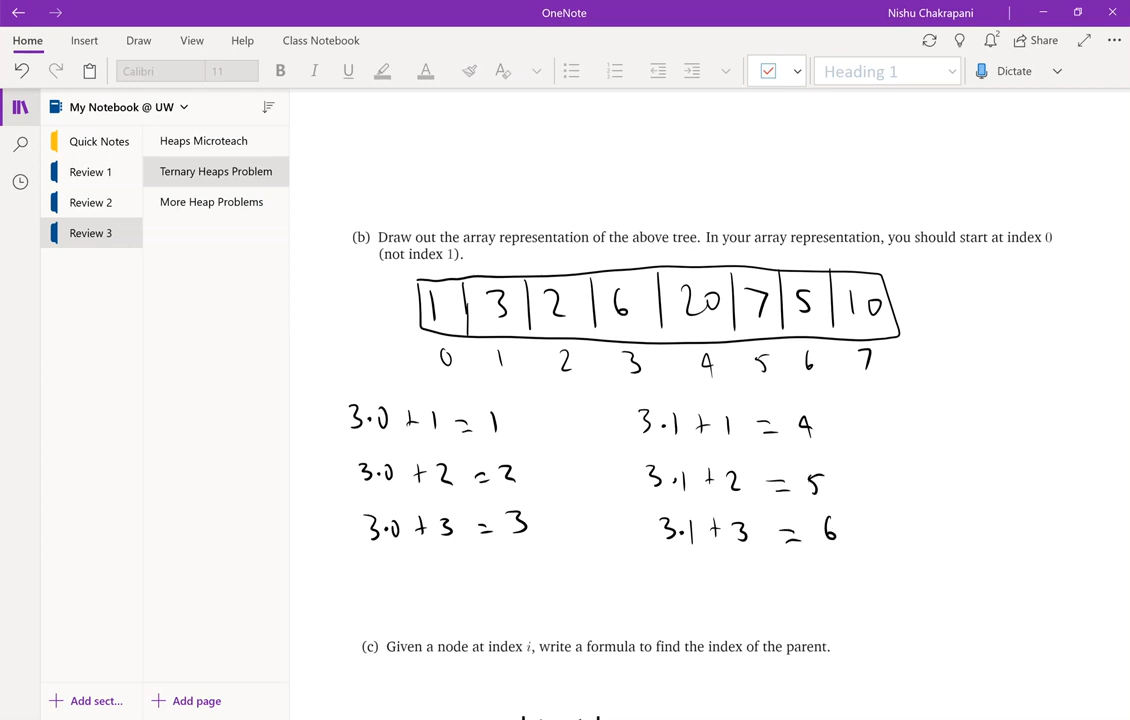 OneNote
Nishu Chakrapani
Home Insert Draw View Help Class Notebook
2 Share
Calibri 11 B I U A Heading 1 Dictate
My Notebook @ UW
Quick Notes
Review 1
Review 2
Review 3
Heaps Microteach
Ternary Heaps Problem
More Heap Problems
(b) Draw out the array representation of the above tree. In your array representation, you should start at index 0
(not index 1).
1 3 2 6 20 7 5 10
0 1 2 3 4 5 6 7
3·0 + 1 = 1 3·1 + 1 = 4
3·0 + 2 = 2 3·1 + 2 = 5
3·0 + 3 = 3 3·1 + 3 = 6
(c) Given a node at index i, write a formula to find the index of the parent.
Add sect... Add page